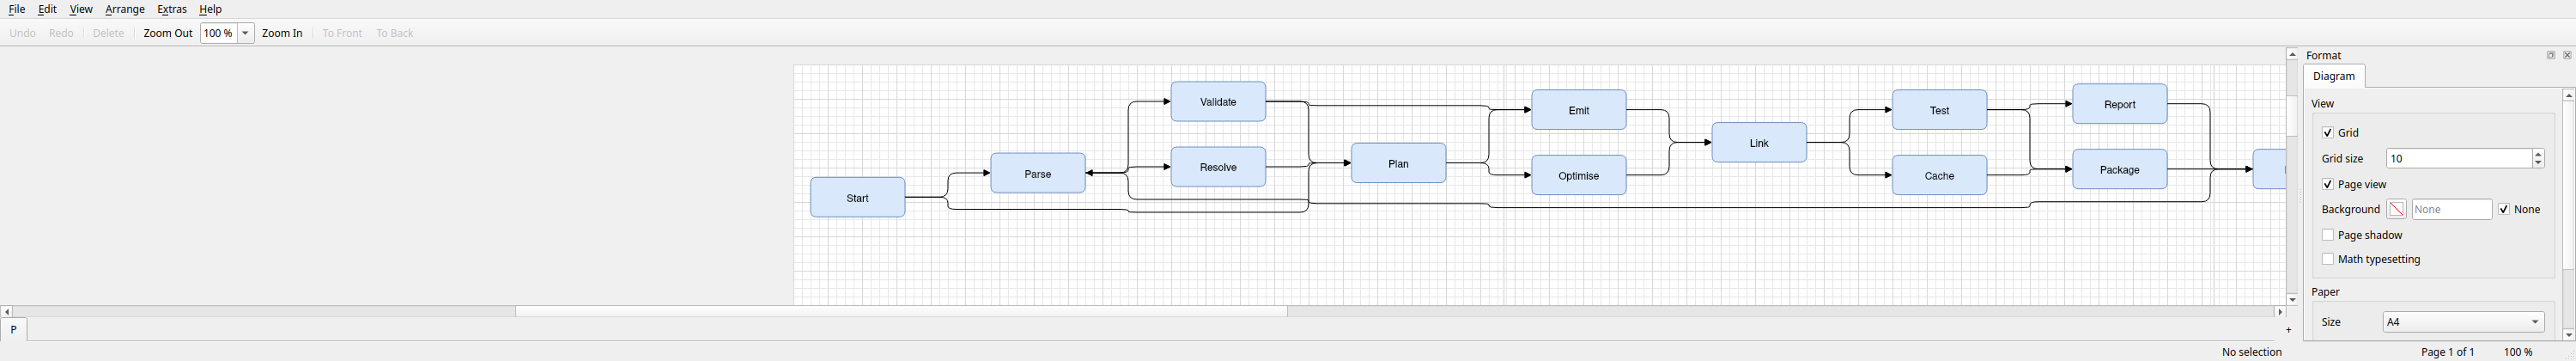 File Edit View Arrange Extras Help
Undo Redo Delete Zoom Out 100 % Zoom In To Front To Back
Format
Diagram
View
Grid
Grid size 10
Page view
Background None None
Page shadow
Math typesetting
Paper
Size A4
Start
Parse
Validate
Resolve
Plan
Emit
Optimise
Link
Test
Cache
Report
Package
P
+
No selection Page 1 of 1 100 %